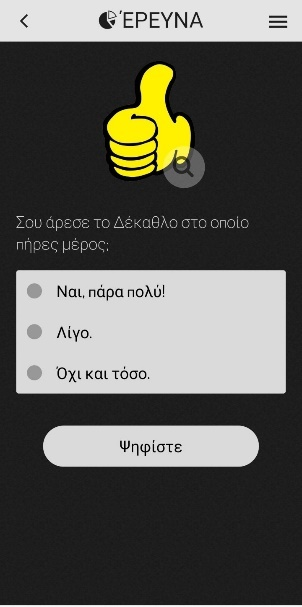 ΈΡΕΥΝΑ
Σου άρεσε το Δέκαθλο στο οποίο
πήρες μέρος;
Ναι, πάρα πολύ!
Λίγο.
Όχι και τόσο.
Ψηφίστε